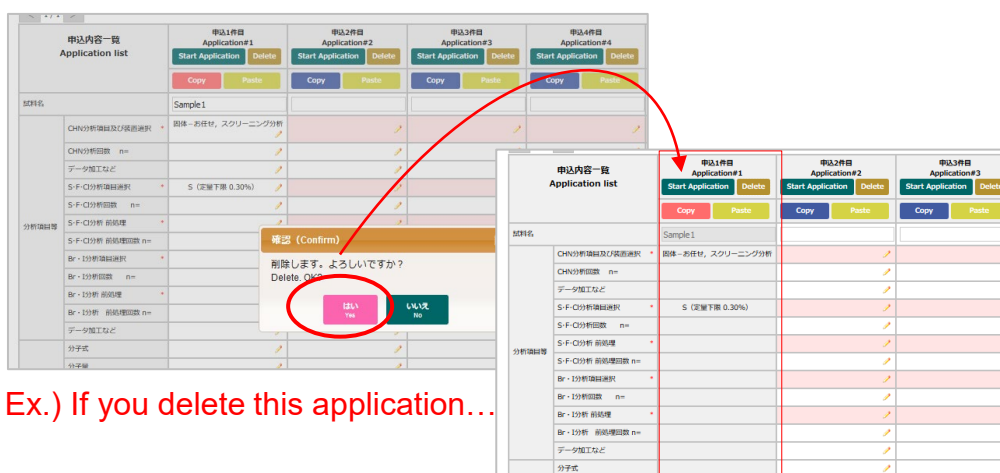 1 / 1
申込内容一覧
Application list
申込1件目
Application#1
Start Application Delete
Copy Paste
申込2件目
Application#2
Start Application Delete
Copy Paste
申込3件目
Application#3
Start Application Delete
Copy Paste
申込4件目
Application#4
Start Application Delete
Copy Paste
試料名 Sample1
分析項目等
CHN分析項目及び装置選択 * 固体－お任せ，スクリーニング分析
CHN分析回数 n=
データ加工など
S・F・Cl分析項目選択 * S（定量下限 0.30%）
S・F・Cl分析回数 n=
S・F・Cl分析 前処理 *
S・F・Cl分析 前処理回数 n=
Br・I分析項目選択 *
Br・I分析回数 n=
Br・I分析 前処理 *
Br・I分析 前処理回数 n=
データ加工など
分子式
分子量
確認（Confirm）
削除します。よろしいですか？
Delete. OK?
はい
Yes
いいえ
No
申込内容一覧
Application list
申込1件目
Application#1
Start Application Delete
Copy Paste
申込2件目
Application#2
Start Application Delete
Copy Paste
申込3件目
Application#3
Start Application Delete
Copy Paste
試料名 Sample1
分析項目等
CHN分析項目及び装置選択 * 固体－お任せ，スクリーニング分析
CHN分析回数 n=
データ加工など
S・F・Cl分析項目選択 * S（定量下限 0.30%）
S・F・Cl分析回数 n=
S・F・Cl分析 前処理 *
S・F・Cl分析 前処理回数 n=
Br・I分析項目選択 *
Br・I分析回数 n=
Br・I分析 前処理 *
Br・I分析 前処理回数 n=
データ加工など
分子式
Ex.) If you delete this application…